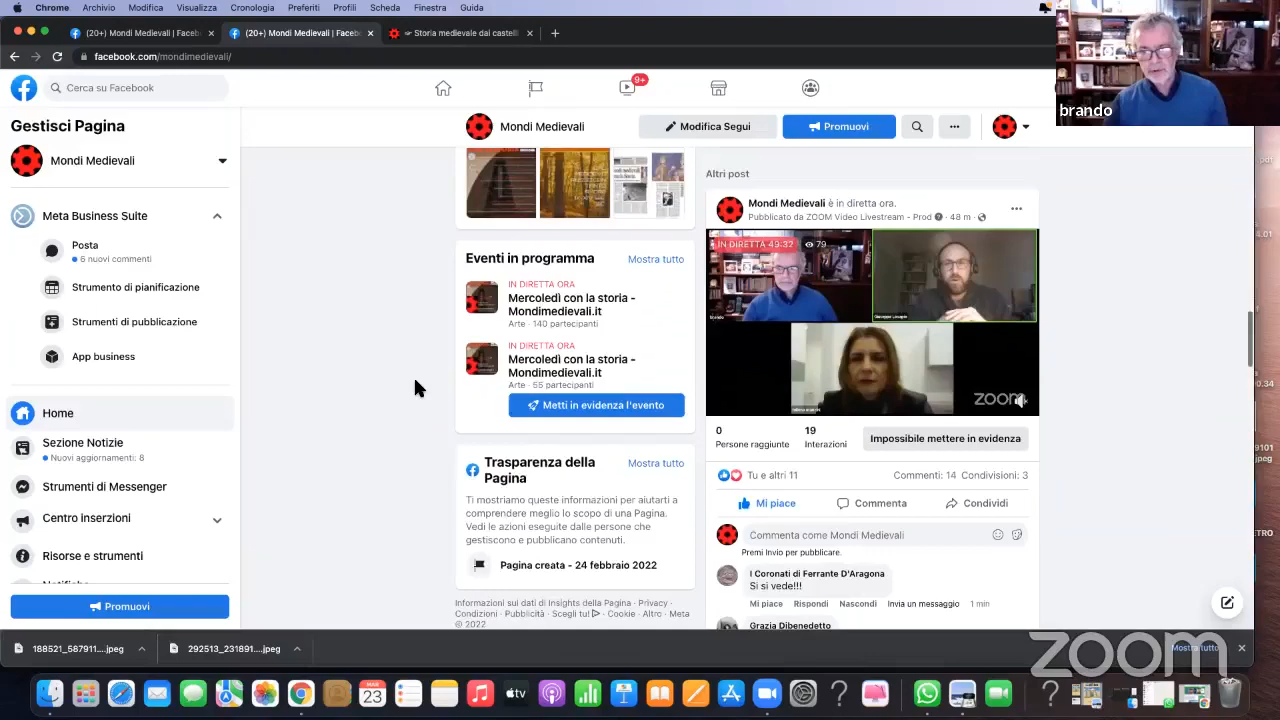 Chrome Archivio Modifica Visualizza Cronologia Preferiti Profili Scheda Finestra Guida
(20+) Mondi Medievali | Faceb
(20+) Mondi Medievali | Faceb
Storia medievale dai castelli
facebook.com/mondimedievali/
brando
Cerca su Facebook
9+
Gestisci Pagina
Mondi Medievali
Meta Business Suite
Posta
6 nuovi commenti
Strumento di pianificazione
Strumenti di pubblicazione
App business
Home
Sezione Notizie
Nuovi aggiornamenti: 8
Strumenti di Messenger
Centro inserzioni
Risorse e strumenti
Promuovi
Mondi Medievali
Modifica Segui
Promuovi
Eventi in programma
Mostra tutto
IN DIRETTA ORA
Mercoledì con la storia -
Mondimedievali.it
Arte · 140 partecipanti
IN DIRETTA ORA
Mercoledì con la storia -
Mondimedievali.it
Arte · 55 partecipanti
Metti in evidenza l'evento
Trasparenza della
Pagina
Mostra tutto
Ti mostriamo queste informazioni per aiutarti a
comprendere meglio lo scopo di una Pagina.
Vedi le azioni eseguite dalle persone che
gestiscono e pubblicano contenuti.
Pagina creata - 24 febbraio 2022
Informazioni sui dati di Insights della Pagina · Privacy ·
Condizioni · Pubblicità · Scegli tu! · Cookie · Altro · Meta
© 2022
Altri post
Mondi Medievali è in diretta ora.
Pubblicato da ZOOM Video Livestream - Prod · 48 m ·
IN DIRETTA 49:32 79
zoom
0
Persone raggiunte
19
Interazioni
Impossibile mettere in evidenza
Tu e altri 11
Commenti: 14 Condivisioni: 3
Mi piace
Commenta
Condividi
Commenta come Mondi Medievali
Premi Invio per pubblicare.
I Coronati di Ferrante D'Aragona
Si si vede!!!
Mi piace Rispondi Nascondi Invia un messaggio 1 min
Grazia Dibenedetto
188521_587911....jpeg
292513_231891....jpeg
Mostra tutto
zoom
MAR
23
tv